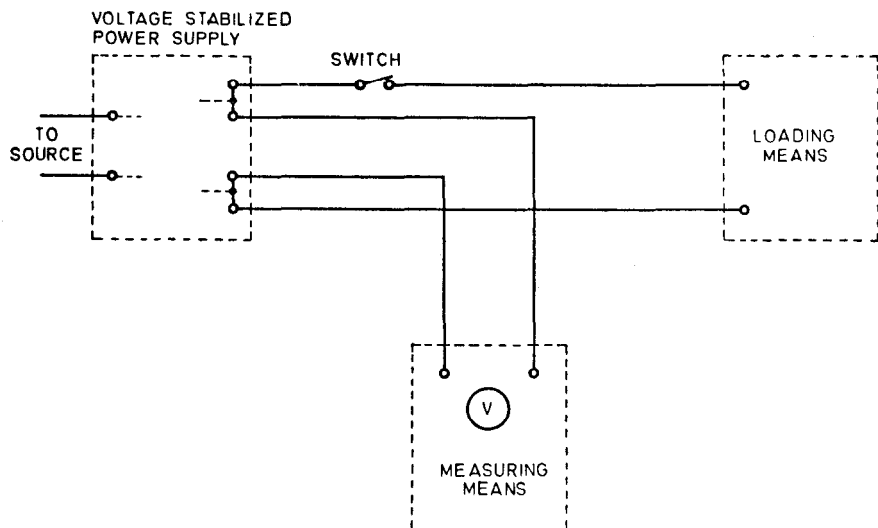 VOLTAGE STABILIZED
POWER SUPPLY
SWITCH
TO
SOURCE
LOADING
MEANS
V
MEASURING
MEANS